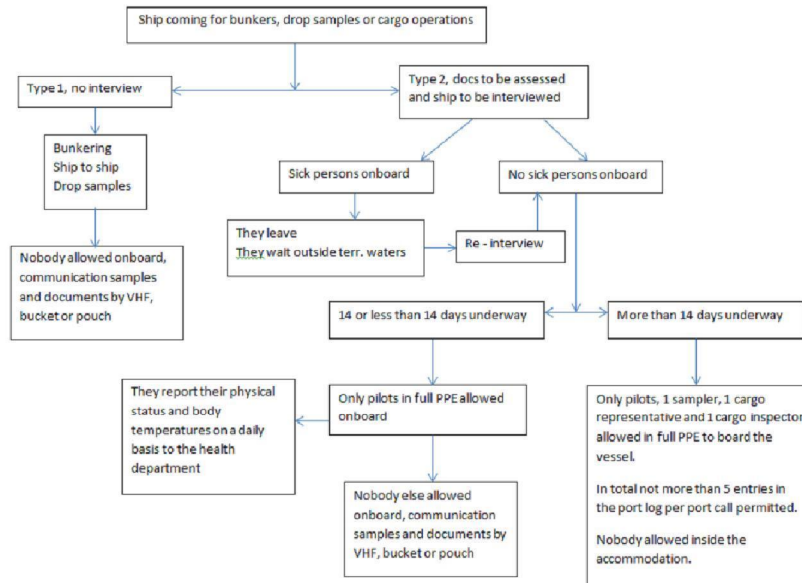 Ship coming for bunkers, drop samples or cargo operations
Type 1, no interview
Type 2, docs to be assessed
and ship to be interviewed
Bunkering
Ship to ship
Drop samples
Sick persons onboard
No sick persons onboard
They leave
They wait outside terr. waters
Re - interview
Nobody allowed onboard,
communication samples
and documents by VHF,
bucket or pouch
14 or less than 14 days underway
More than 14 days underway
They report their physical
status and body
temperatures on a daily
basis to the health
department
Only pilots in full PPE allowed
onboard
Only pilots, 1 sampler, 1 cargo
representative and 1 cargo inspector
allowed in full PPE to board the
vessel.
In total not more than 5 entries in
the port log per port call permitted.
Nobody allowed inside the
accommodation.
Nobody else allowed
onboard, communication
samples and documents by
VHF, bucket or pouch